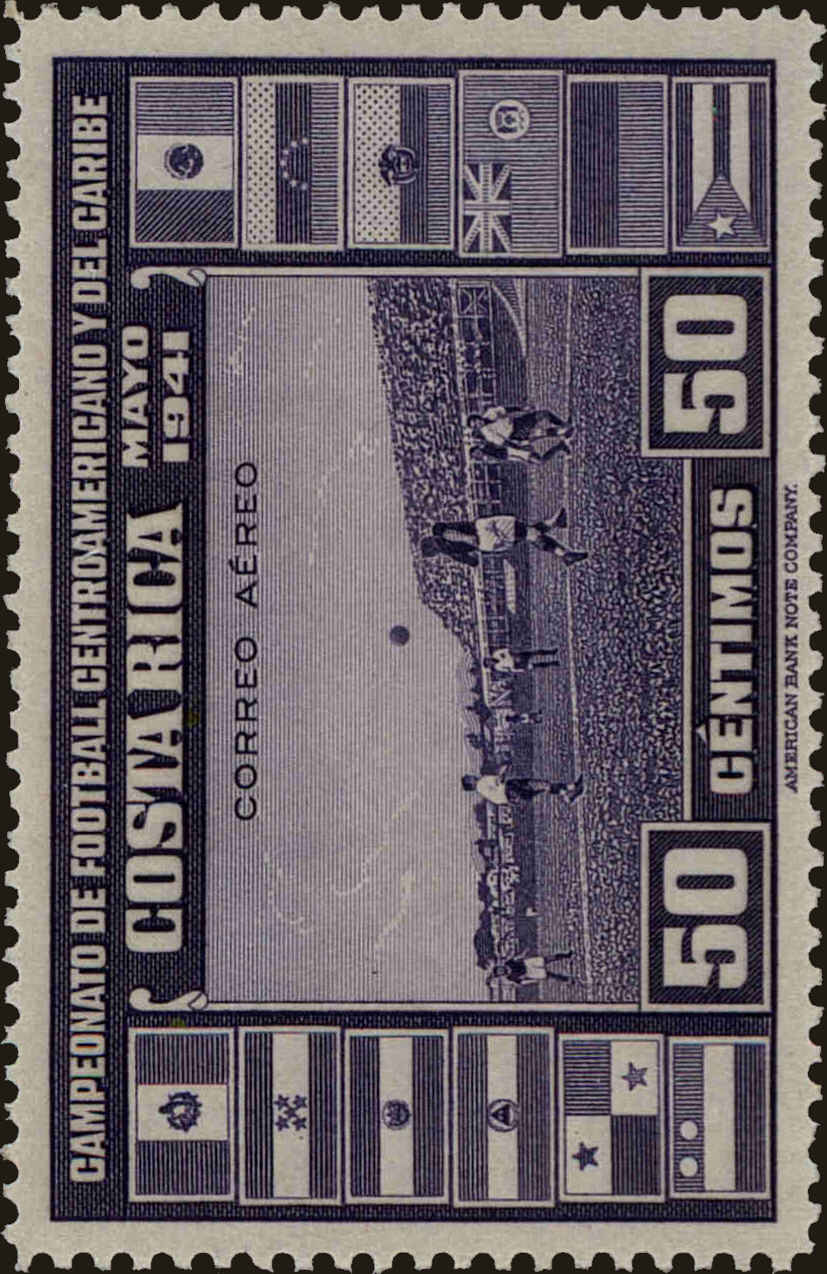 CAMPEONATO DE FOOTBALL CENTROAMERICANO Y DEL CARIBE
COSTA RICA MAYO 1941
CORREO AÉREO
50 CÉNTIMOS 50
AMERICAN BANK NOTE COMPANY.